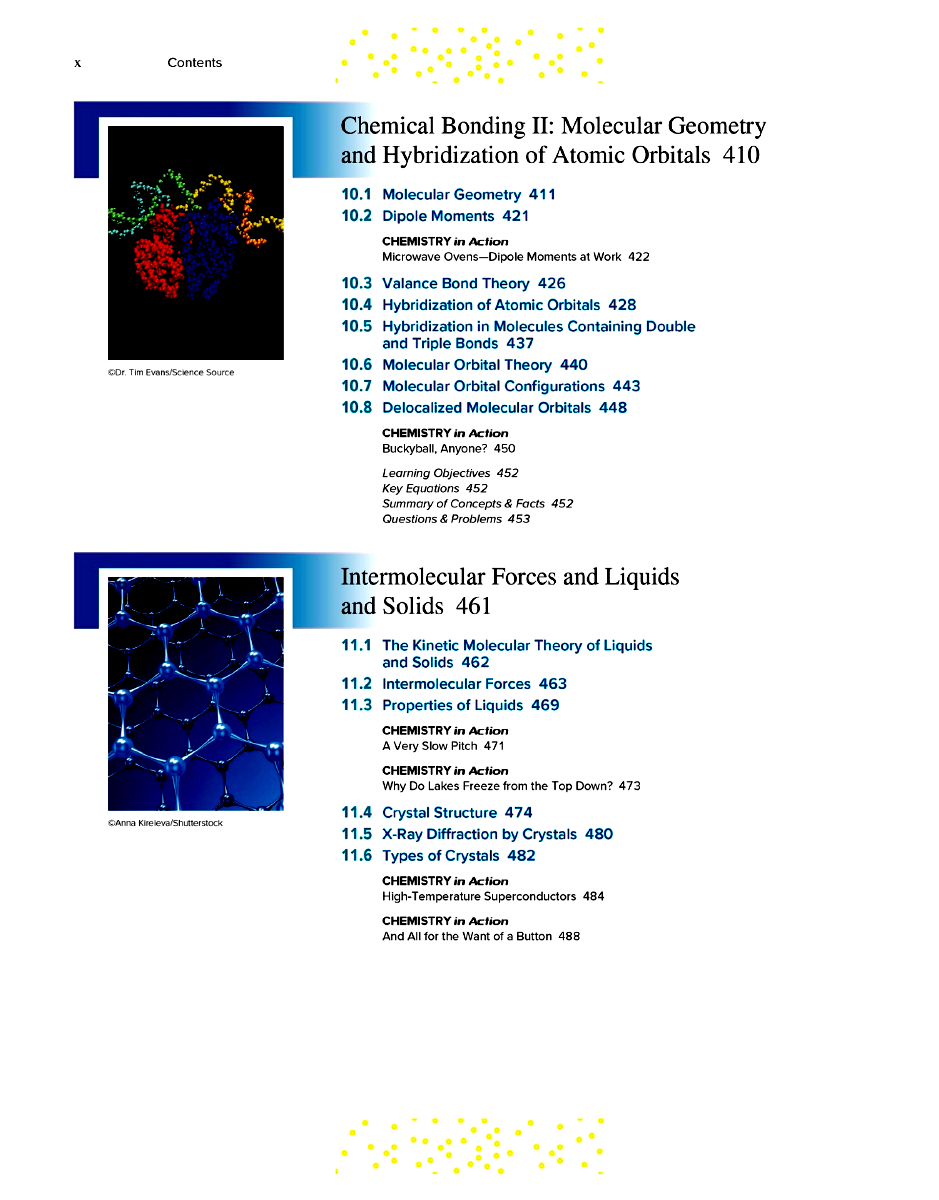 x Contents
Chemical Bonding II: Molecular Geometry
and Hybridization of Atomic Orbitals 410
10.1 Molecular Geometry 411
10.2 Dipole Moments 421
CHEMISTRY in Action
Microwave Ovens—Dipole Moments at Work 422
10.3 Valance Bond Theory 426
10.4 Hybridization of Atomic Orbitals 428
10.5 Hybridization in Molecules Containing Double
and Triple Bonds 437
10.6 Molecular Orbital Theory 440
10.7 Molecular Orbital Configurations 443
10.8 Delocalized Molecular Orbitals 448
CHEMISTRY in Action
Buckyball, Anyone? 450
Learning Objectives 452
Key Equations 452
Summary of Concepts & Facts 452
Questions & Problems 453
©Dr. Tim Evans/Science Source
Intermolecular Forces and Liquids
and Solids 461
11.1 The Kinetic Molecular Theory of Liquids
and Solids 462
11.2 Intermolecular Forces 463
11.3 Properties of Liquids 469
CHEMISTRY in Action
A Very Slow Pitch 471
CHEMISTRY in Action
Why Do Lakes Freeze from the Top Down? 473
11.4 Crystal Structure 474
11.5 X-Ray Diffraction by Crystals 480
11.6 Types of Crystals 482
CHEMISTRY in Action
High-Temperature Superconductors 484
CHEMISTRY in Action
And All for the Want of a Button 488
©Anna Kireieva/Shutterstock